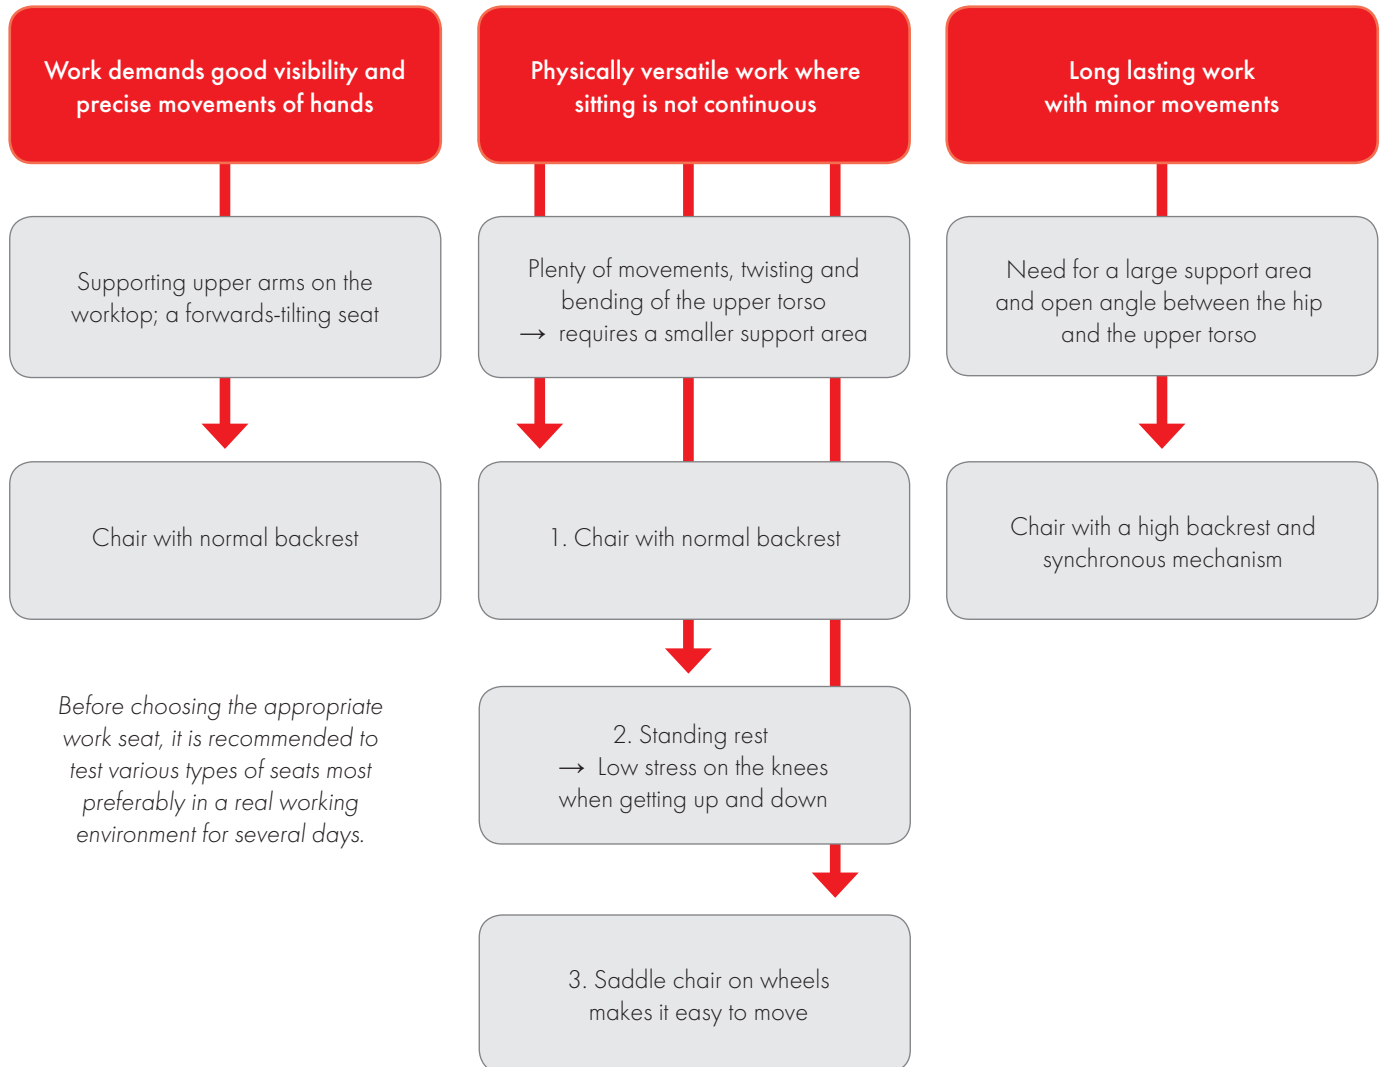 Work demands good visibility and
precise movements of hands
Supporting upper arms on the
worktop; a forwards-tilting seat
Chair with normal backrest
Before choosing the appropriate
work seat, it is recommended to
test various types of seats most
preferably in a real working
environment for several days.
Physically versatile work where
sitting is not continuous
Plenty of movements, twisting and
bending of the upper torso
→ requires a smaller support area
1. Chair with normal backrest
2. Standing rest
→ Low stress on the knees
when getting up and down
3. Saddle chair on wheels
makes it easy to move
Long lasting work
with minor movements
Need for a large support area
and open angle between the hip
and the upper torso
Chair with a high backrest and
synchronous mechanism